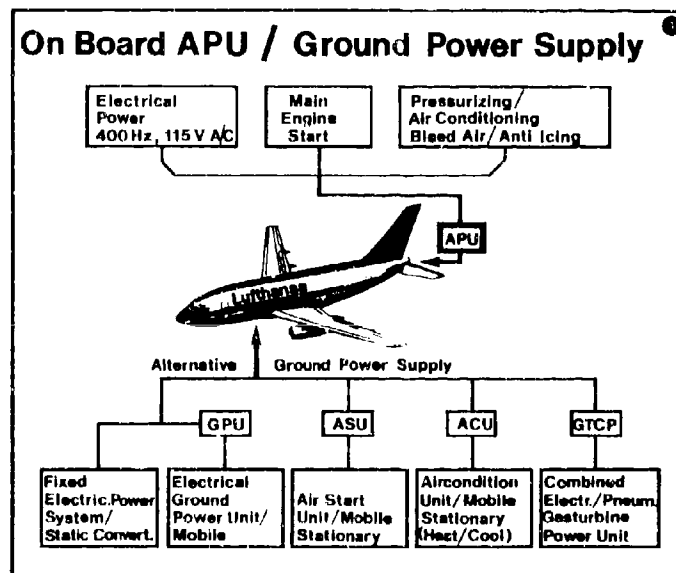 On Board APU / Ground Power Supply
1
Electrical
Power
400 Hz, 115 V A/C
Main
Engine
Start
Pressurizing/
Air Conditioning
Bleed Air/Anti Icing
APU
Lufthansa
Alternative Ground Power Supply
GPU
ASU
ACU
GTCP
Fixed
Electric.Power
System/
Static Convert.
Electrical
Ground
Power Unit/
Mobile
Air Start
Unit/Mobile
Stationary
Aircondition
Unit/Mobile
Stationary
(Heat/Cool)
Combined
Electr./Pneum.
Gasturbine
Power Unit